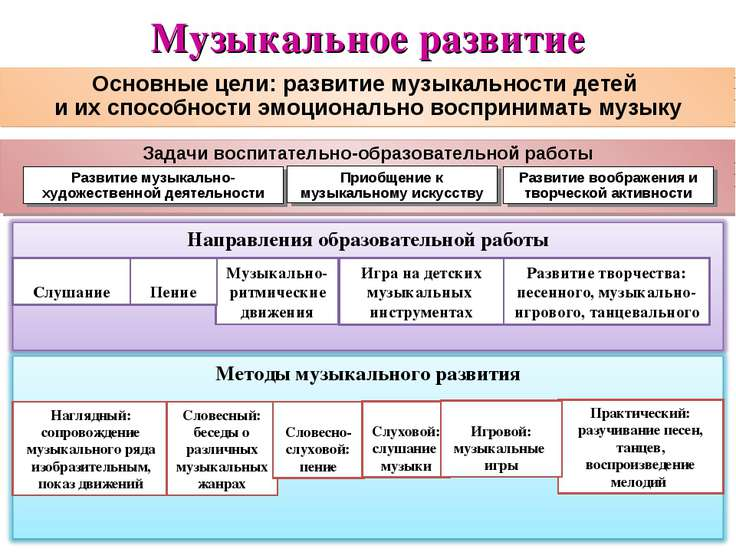 Музыкальное развитие
Основные цели: развитие музыкальности детей
и их способности эмоционально воспринимать музыку
Задачи воспитательно-образовательной работы
Развитие музыкально-
художественной деятельности
Приобщение к
музыкальному искусству
Развитие воображения и
творческой активности
Направления образовательной работы
Слушание
Пение
Музыкально-
ритмические
движения
Игра на детских
музыкальных
инструментах
Развитие творчества:
песенного, музыкально-
игрового, танцевального
Методы музыкального развития
Наглядный:
сопровождение
музыкального ряда
изобразительным,
показ движений
Словесный:
беседы о
различных
музыкальных
жанрах
Словесно-
слуховой:
пение
Слуховой:
слушание
музыки
Игровой:
музыкальные
игры
Практический:
разучивание песен,
танцев,
воспроизведение
мелодий